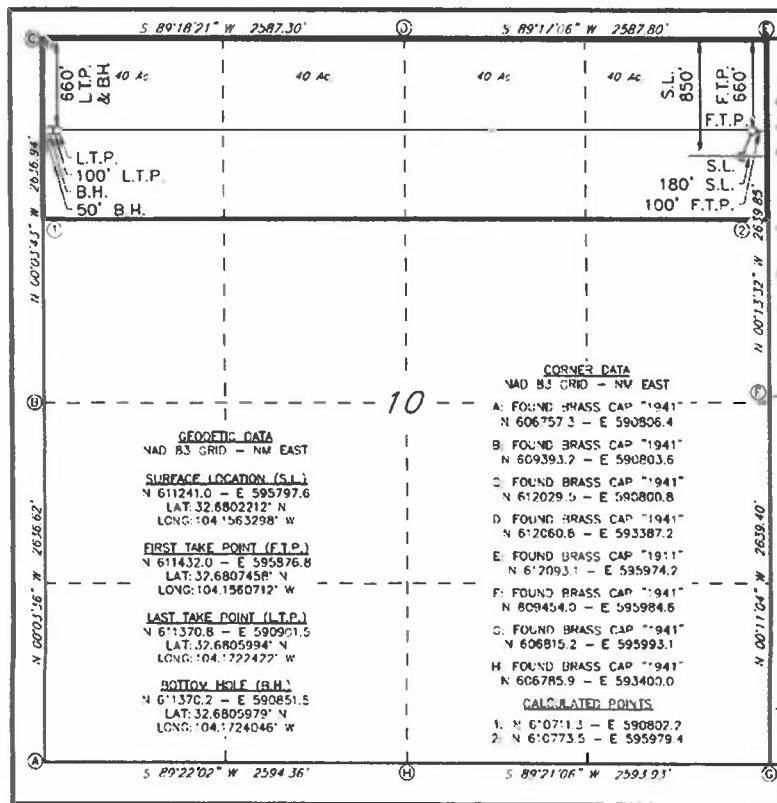 S 89°18'21" W 2587.30'
D
S 89°17'06" W 2587.80'
E
C
660'
L.T.P.
& B.H.
40 Ac.
40 Ac.
40 Ac.
40 Ac.
S.L.
850'
F.T.P.
660'
F.T.P.
L.T.P.
100' L.T.P.
B.H.
50' B.H.
S.L.
180' S.L.
100' F.T.P.
N 00°03'43" W 2636.94'
1
2
N 00°13'32" W 2639.85'
B
10
F
CORNER DATA
NAD 83 GRID - NM EAST
A: FOUND BRASS CAP "1941"
N 606757.3 - E 590806.4
B: FOUND BRASS CAP "1941"
N 609393.2 - E 590803.6
C: FOUND BRASS CAP "1941"
N 612029.5 - E 590800.8
D: FOUND BRASS CAP "1941"
N 612060.6 - E 593387.2
E: FOUND BRASS CAP "1911"
N 612093.1 - E 595974.2
F: FOUND BRASS CAP "1941"
N 609454.0 - E 595984.6
G: FOUND BRASS CAP "1941"
N 606815.2 - E 595993.1
H: FOUND BRASS CAP "1941"
N 606785.9 - E 593400.0
CALCULATED POINTS
1: N 610711.3 - E 590802.2
2: N 610773.5 - E 595979.4
GEODETIC DATA
NAD 83 GRID - NM EAST
SURFACE LOCATION (S.L.)
N 611241.0 - E 595797.6
LAT: 32.6802212° N
LONG: 104.1563298° W
FIRST TAKE POINT (F.T.P.)
N 611432.0 - E 595876.8
LAT: 32.6807458° N
LONG: 104.1560712° W
LAST TAKE POINT (L.T.P.)
N 611370.8 - E 590901.5
LAT: 32.6805994° N
LONG: 104.1722422° W
BOTTOM HOLE (B.H.)
N 611370.2 - E 590851.5
LAT: 32.6805979° N
LONG: 104.1724046° W
N 00°03'36" W 2636.62'
N 00°11'04" W 2639.40'
A
S 89°22'02" W 2594.36'
H
S 89°21'06" W 2593.93'
G